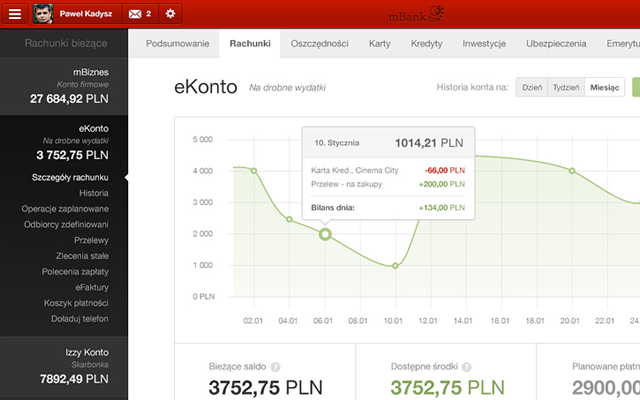 Paweł Kadysz 2 mBank
Rachunki bieżące
Podsumowanie Rachunki Oszczędności Karty Kredyty Inwestycje Ubezpieczenia Emerytu
mBiznes
Konto firmowe
27 684,92 PLN
eKonto
Na drobne wydatki
3 752,75 PLN
Szczegóły rachunku
Historia
Operacje zaplanowane
Odbiorcy zdefiniowani
Przelewy
Zlecenia stałe
Polecenia zapłaty
eFaktury
Koszyk płatności
Doładuj telefon
Izzy Konto
Skarbonka
7892,49 PLN
eKonto Na drobne wydatki
Historia konta na: Dzień Tydzień Miesiąc
5 000
4 000
3 000
2 000
1 000
0 PLN
10. Stycznia 1014,21 PLN
Karta Kred., Cinema City -66,00 PLN
Przelew - na zakupy +200,00 PLN
Bilans dnia: +134,00 PLN
02.01 04.01 06.01 08.01 10.01 12.01 14.01 16.01 18.01 20.01 22.01 24.01
Bieżące saldo ?
3752,75 PLN
Dostępne środki ?
3752,75 PLN
Planowane płatn
2900,00